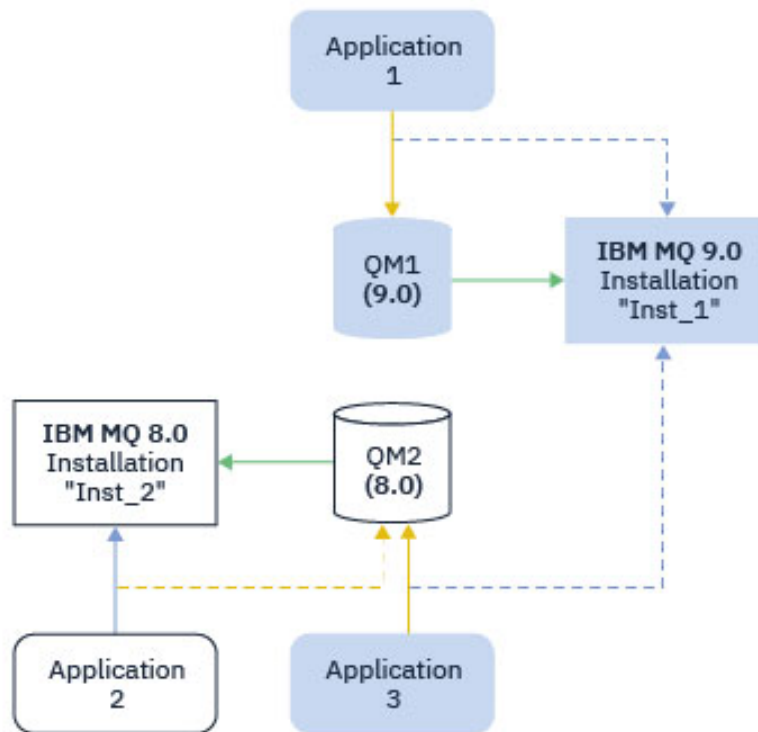 Application
1
QM1
(9.0)
IBM MQ 9.0
Installation
"Inst_1"
IBM MQ 8.0
Installation
"Inst_2"
QM2
(8.0)
Application
2
Application
3